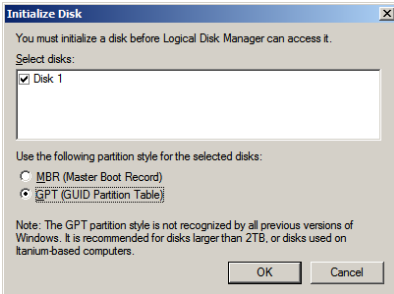 Initialize Disk
You must initialize a disk before Logical Disk Manager can access it.
Select disks:
Disk 1
Use the following partition style for the selected disks:
MBR (Master Boot Record)
GPT (GUID Partition Table)
Note: The GPT partition style is not recognized by all previous versions of
Windows. It is recommended for disks larger than 2TB, or disks used on
Itanium-based computers.
OK Cancel